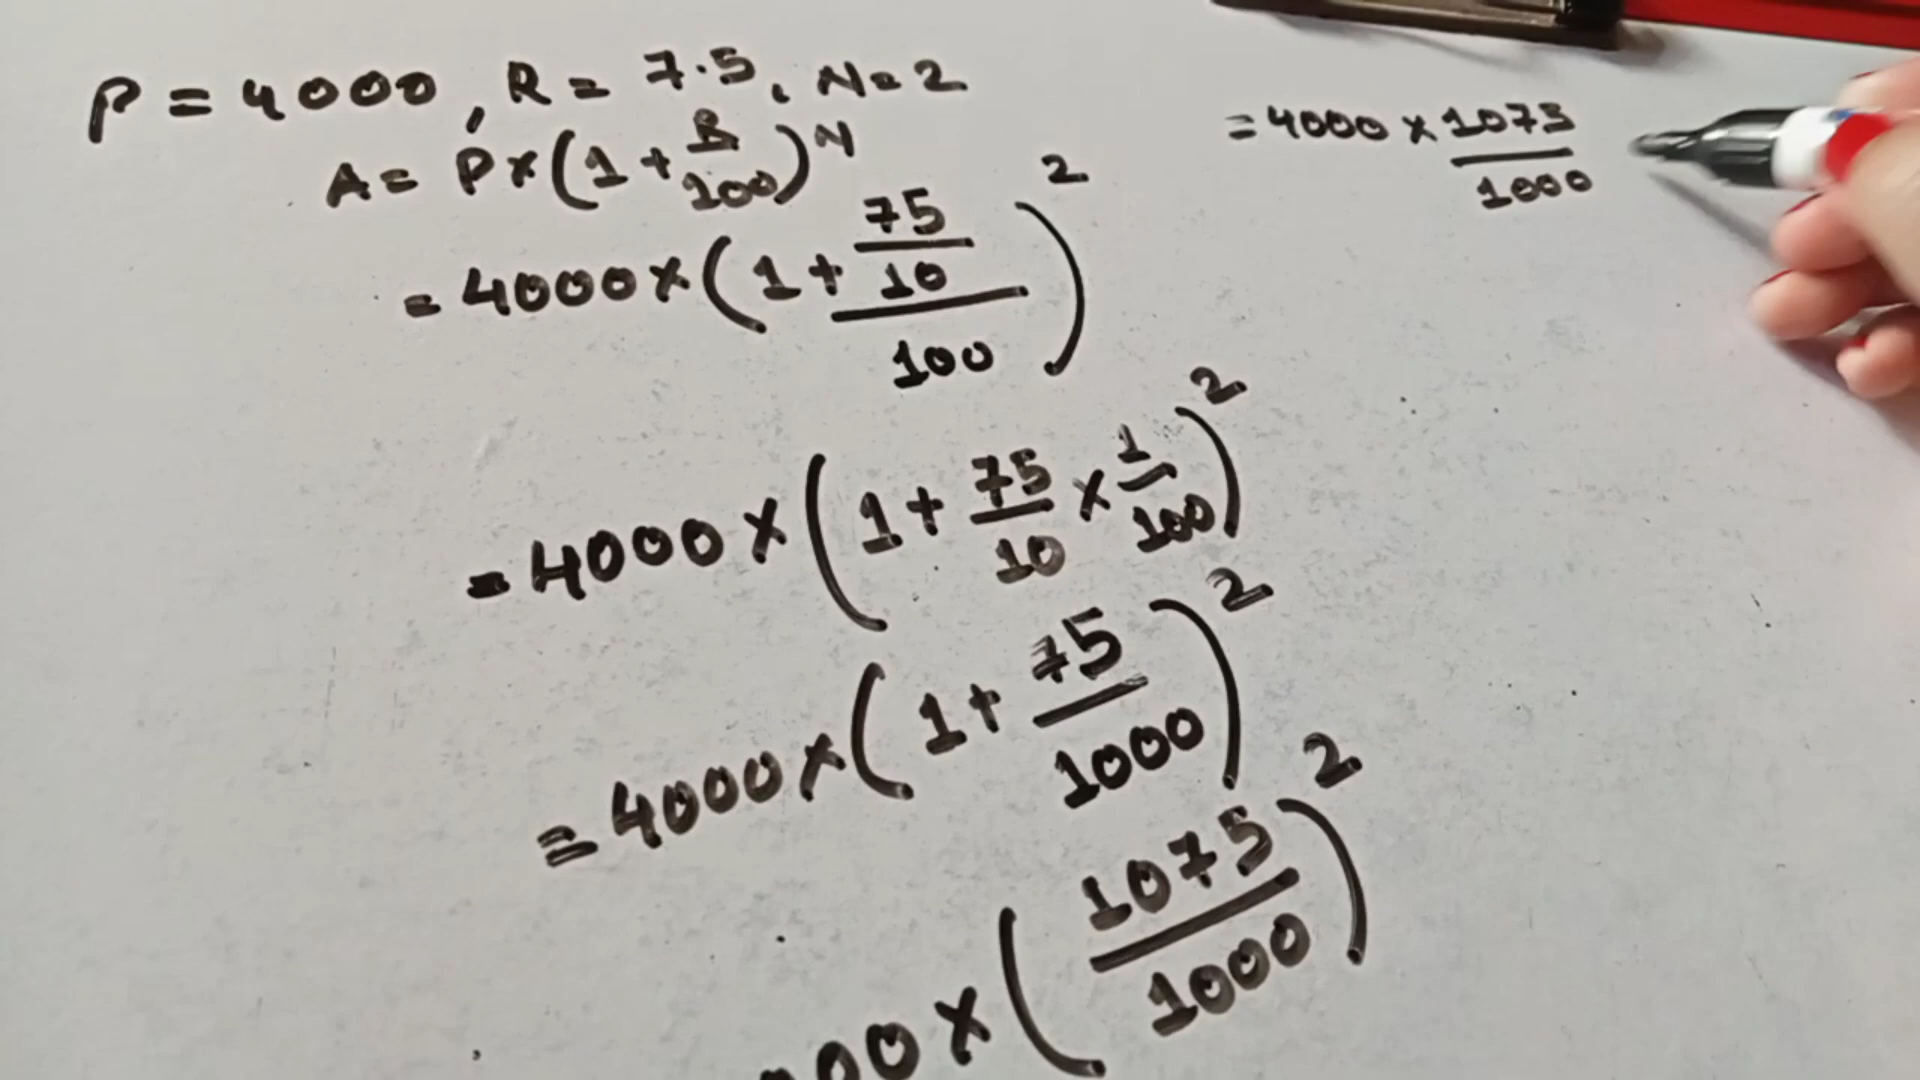 P = 4000, R = 7.5, N = 2
A = P × (1 + R/100)^N
= 4000 × (1 + 75/10/100)^2
= 4000 × (1 + 75/10 × 1/100)^2
= 4000 × (1 + 75/1000)^2
000 × (1075/1000)^2
= 4000 × 1075/1000